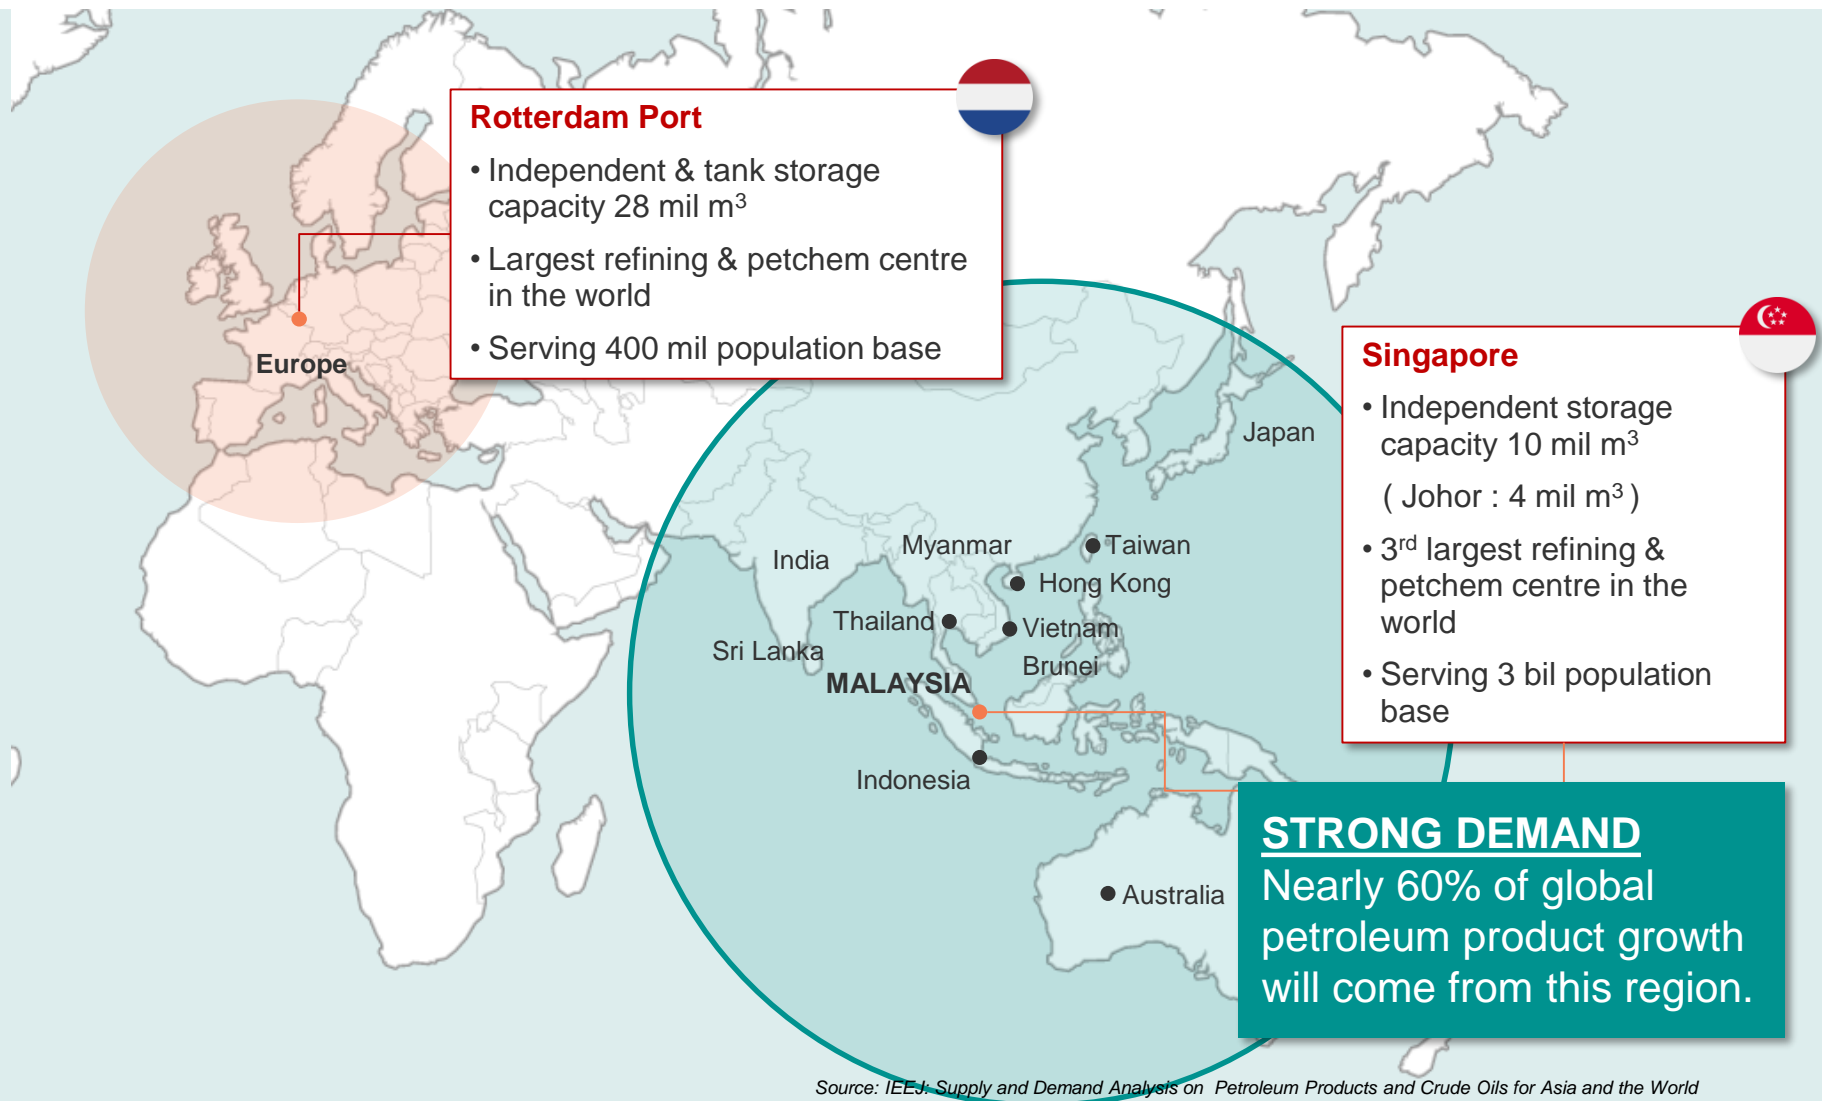 Rotterdam Port
• Independent & tank storage
capacity 28 mil m³
• Largest refining & petchem centre
in the world
• Serving 400 mil population base
Europe
Singapore
• Independent storage
capacity 10 mil m³
( Johor : 4 mil m³ )
• 3rd largest refining &
petchem centre in the
world
• Serving 3 bil population
base
Japan
India
Myanmar
Taiwan
Hong Kong
Thailand
Vietnam
Sri Lanka
Brunei
MALAYSIA
Indonesia
Australia
STRONG DEMAND
Nearly 60% of global
petroleum product growth
will come from this region.
Source: IEEJ: Supply and Demand Analysis on Petroleum Products and Crude Oils for Asia and the World